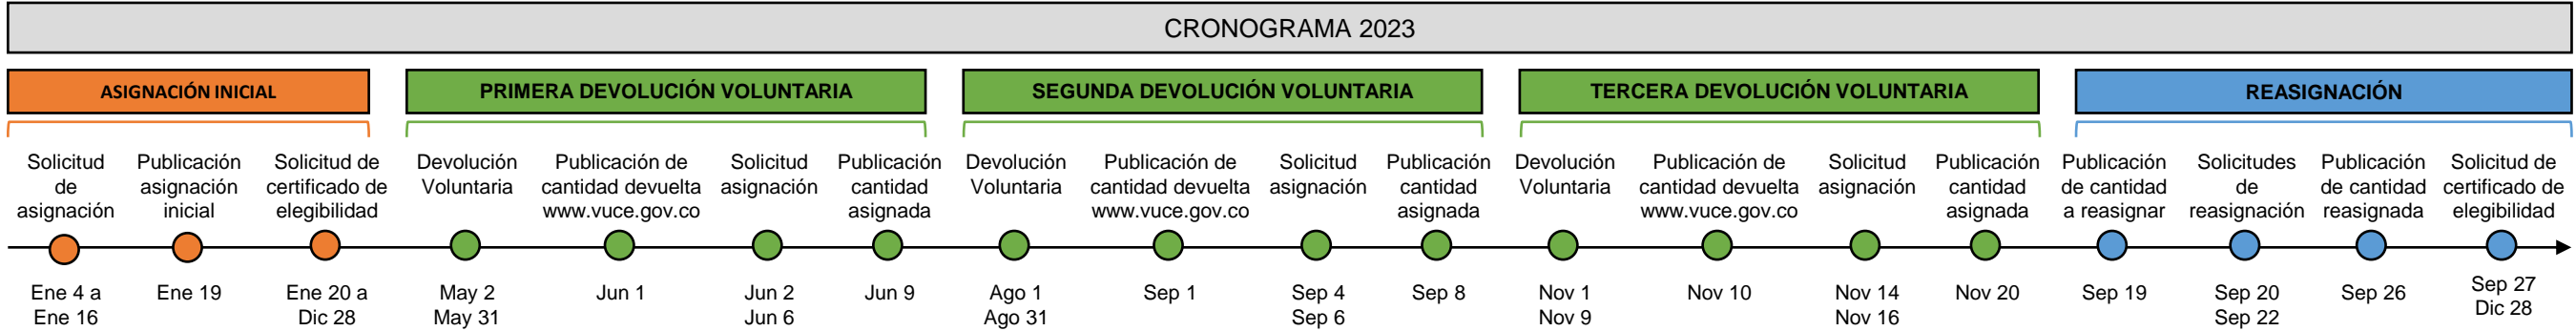 CRONOGRAMA 2023
ASIGNACIÓN INICIAL
PRIMERA DEVOLUCIÓN VOLUNTARIA
SEGUNDA DEVOLUCIÓN VOLUNTARIA
TERCERA DEVOLUCIÓN VOLUNTARIA
REASIGNACIÓN
Solicitud
de
asignación
Publicación
asignación
inicial
Solicitud de
certificado de
elegibilidad
Devolución
Voluntaria
Publicación de
cantidad devuelta
www.vuce.gov.co
Solicitud
asignación
Publicación
cantidad
asignada
Devolución
Voluntaria
Publicación de
cantidad devuelta
www.vuce.gov.co
Solicitud
asignación
Publicación
cantidad
asignada
Devolución
Voluntaria
Publicación de
cantidad devuelta
www.vuce.gov.co
Solicitud
asignación
Publicación
cantidad
asignada
Publicación
de cantidad
a reasignar
Solicitudes
de
reasignación
Publicación
de cantidad
reasignada
Solicitud de
certificado de
elegibilidad
Ene 4 a
Ene 16
Ene 19
Ene 20 a
Dic 28
May 2
May 31
Jun 1
Jun 2
Jun 6
Jun 9
Ago 1
Ago 31
Sep 1
Sep 4
Sep 6
Sep 8
Nov 1
Nov 9
Nov 10
Nov 14
Nov 16
Nov 20
Sep 19
Sep 20
Sep 22
Sep 26
Sep 27
Dic 28